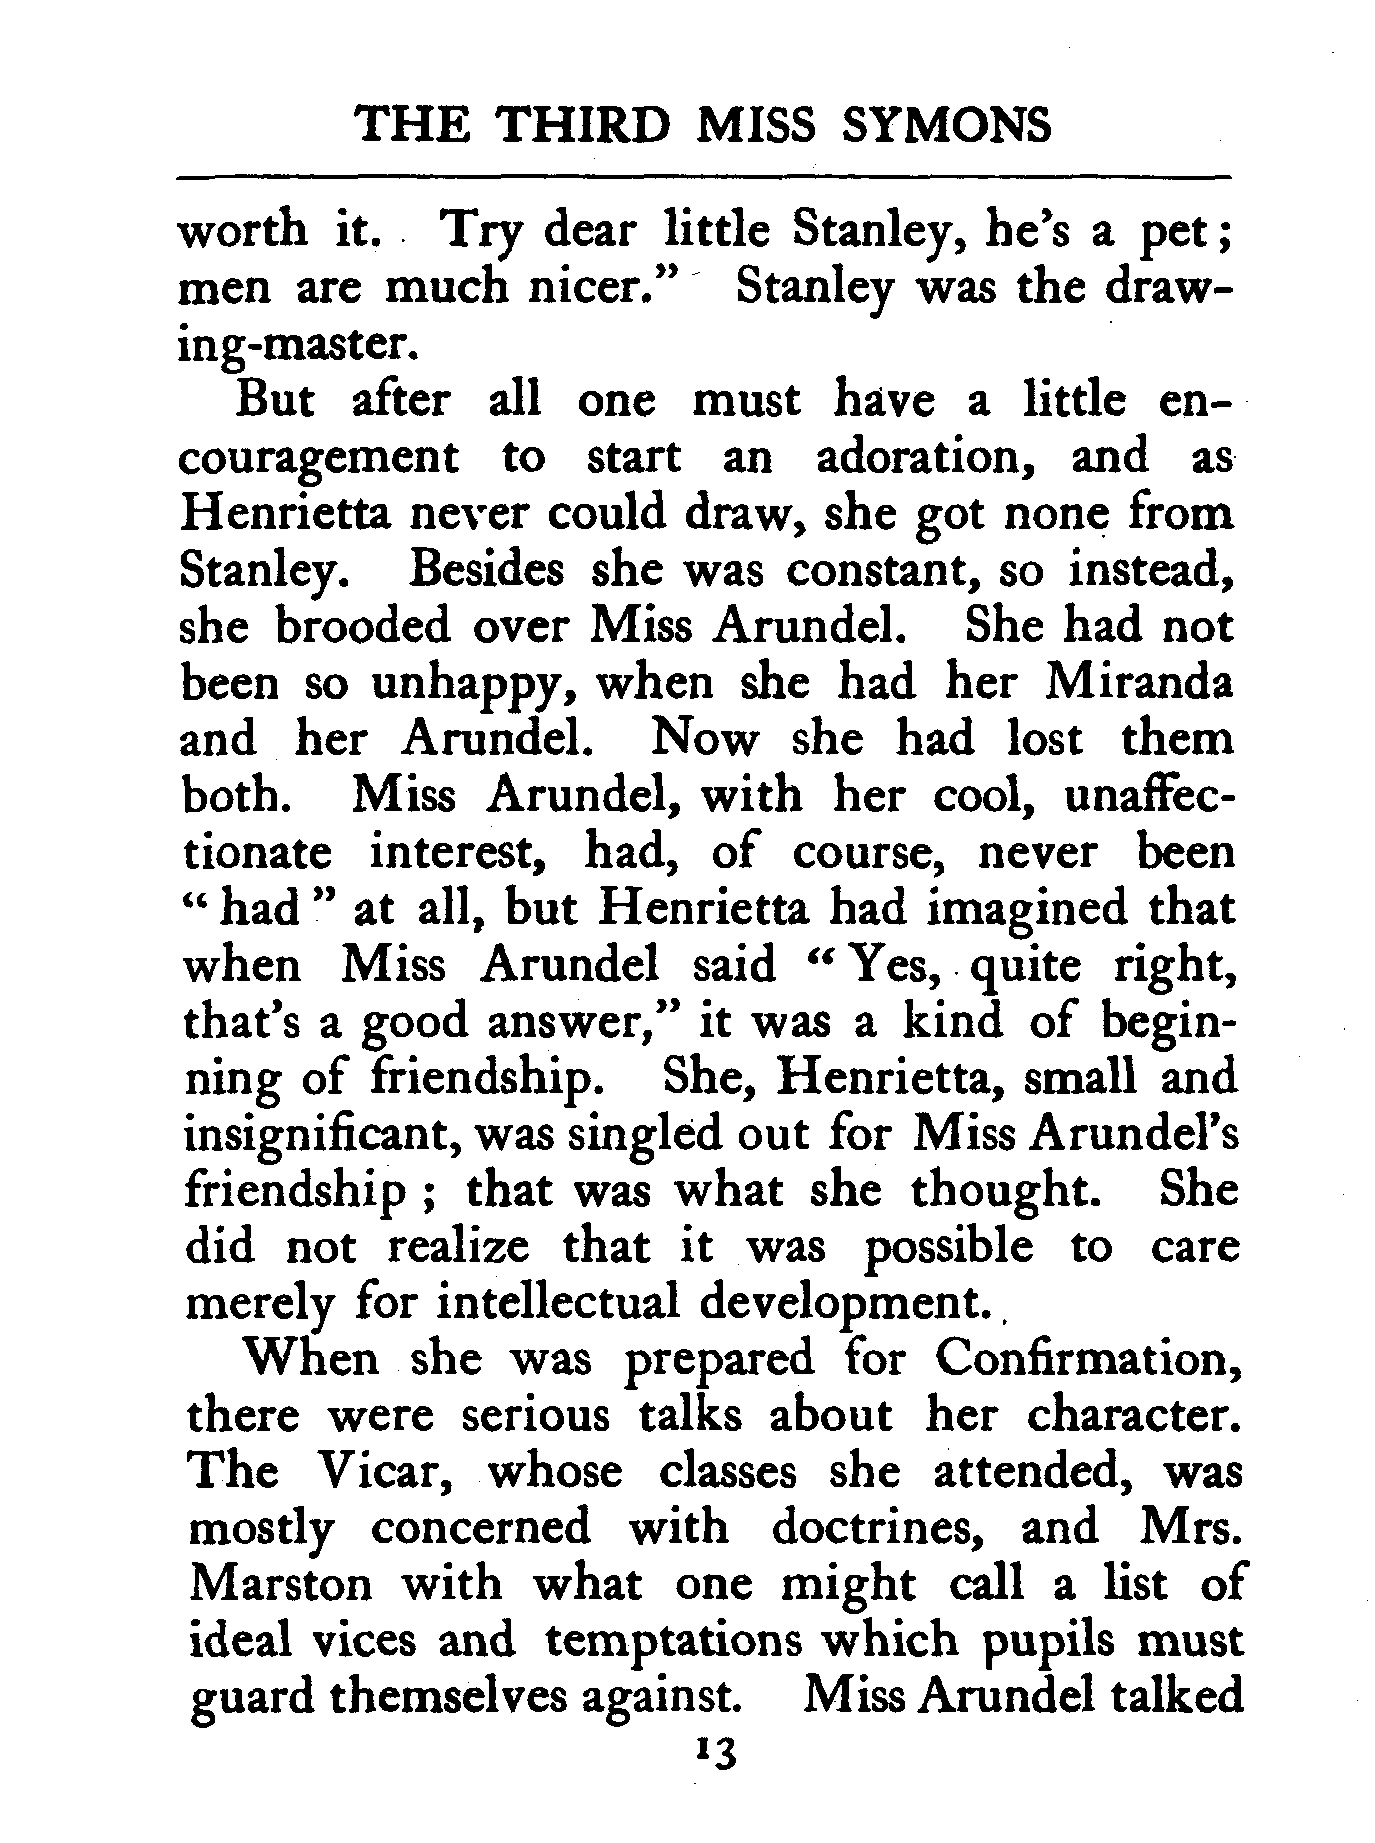 THE THIRD MISS SYMONS
worth it. Try dear little Stanley, he's a pet;
men are much nicer." Stanley was the draw-
ing-master.
But after all one must have a little en-
couragement to start an adoration, and as
Henrietta never could draw, she got none from
Stanley. Besides she was constant, so instead,
she brooded over Miss Arundel. She had not
been so unhappy, when she had her Miranda
and her Arundel. Now she had lost them
both. Miss Arundel, with her cool, unaffec-
tionate interest, had, of course, never been
"had" at all, but Henrietta had imagined that
when Miss Arundel said "Yes, quite right,
that's a good answer," it was a kind of begin-
ning of friendship. She, Henrietta, small and
insignificant, was singled out for Miss Arundel's
friendship; that was what she thought. She
did not realize that it was possible to care
merely for intellectual development.
When she was prepared for Confirmation,
there were serious talks about her character.
The Vicar, whose classes she attended, was
mostly concerned with doctrines, and Mrs.
Marston with what one might call a list of
ideal vices and temptations which pupils must
guard themselves against. Miss Arundel talked
13